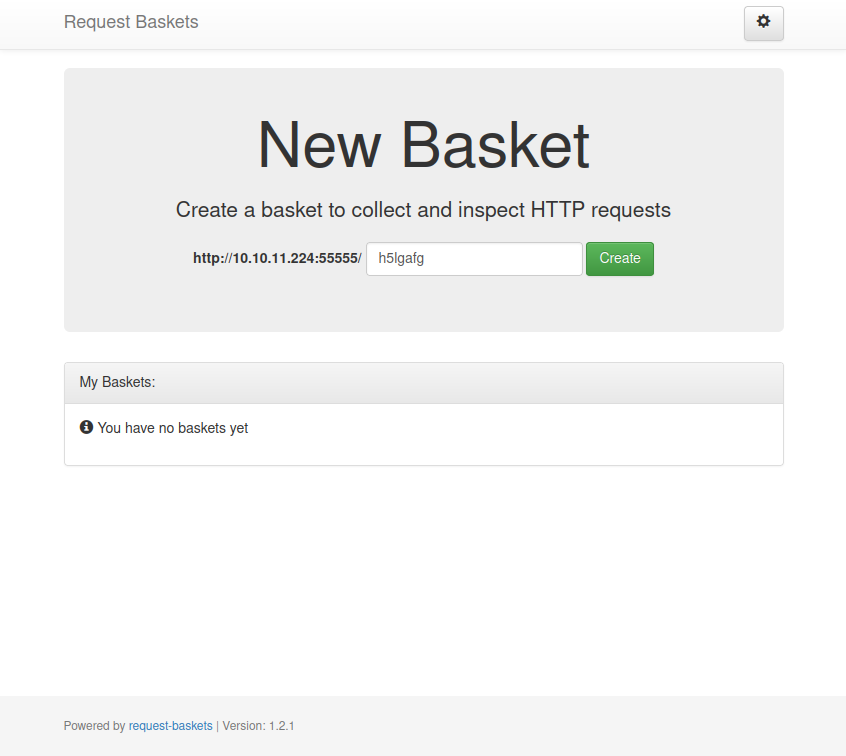 Request Baskets
New Basket
Create a basket to collect and inspect HTTP requests
http://10.10.11.224:55555/ h5lgafg Create
My Baskets:
You have no baskets yet
Powered by request-baskets | Version: 1.2.1